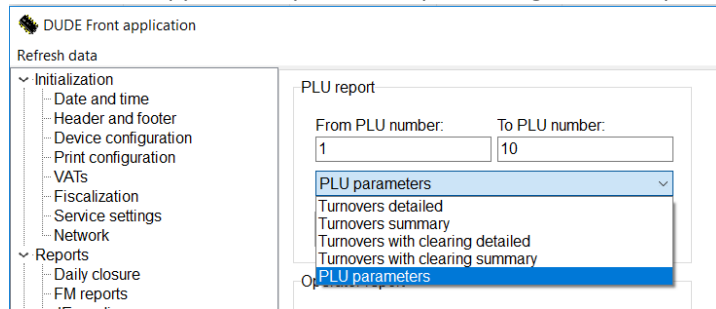 DUDE Front application
Refresh data
Initialization
Date and time
Header and footer
Device configuration
Print configuration
VATs
Fiscalization
Service settings
Network
Reports
Daily closure
FM reports
PLU report
From PLU number: To PLU number:
1 10
PLU parameters
Turnovers detailed
Turnovers summary
Turnovers with clearing detailed
Turnovers with clearing summary
PLU parameters